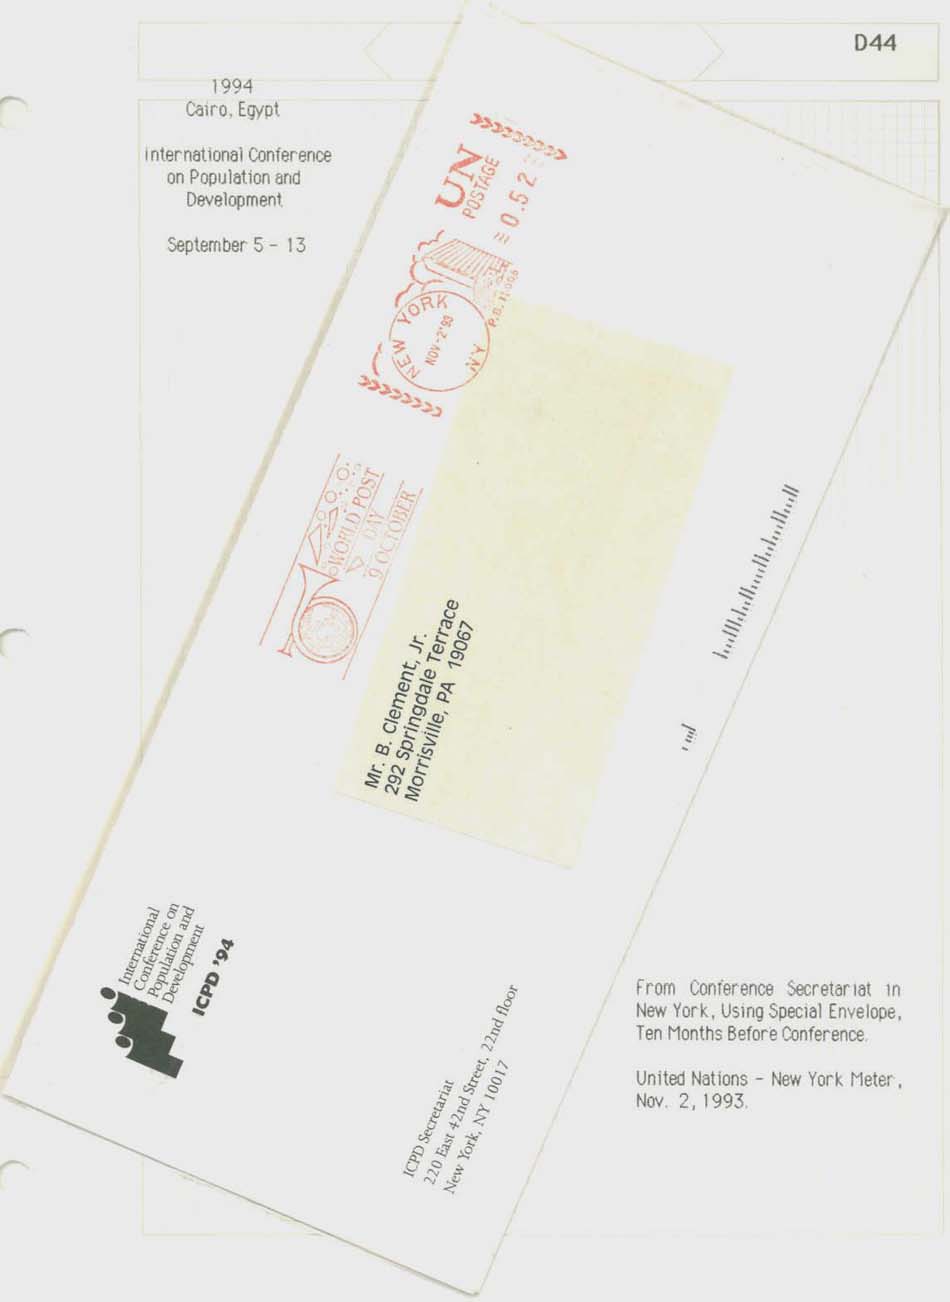 D44
1994
Cairo, Egypt
International Conference
on Population and
Development
September 5 - 13
UN
POSTAGE
0.52
P.B. 11006
NEW YORK
NOV-2'93
NY
WORLD POST
DAY
9 OCTOBER
Mr. B. Clement, Jr.
292 Springdale Terrace
Morrisville, PA 19067
International
Conference on
Population and
Development
ICPD '94
ICPD Secretariat
220 East 42nd Street, 22nd floor
New York, NY 10017
From Conference Secretariat in
New York, Using Special Envelope,
Ten Months Before Conference.
United Nations - New York Meter,
Nov. 2, 1993.